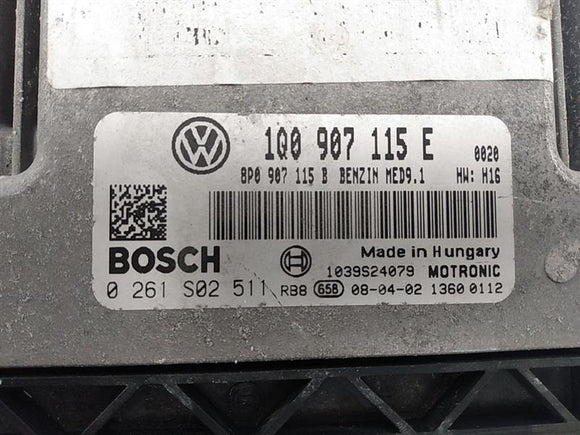 VW 1Q0 907 115 E 0020
8P0 907 115 B BENZIN MED9.1 HW: H16
BOSCH Made in Hungary
1039S24079 MOTRONIC
0 261 S02 511 RB8 658 08-04-02 1360 0112